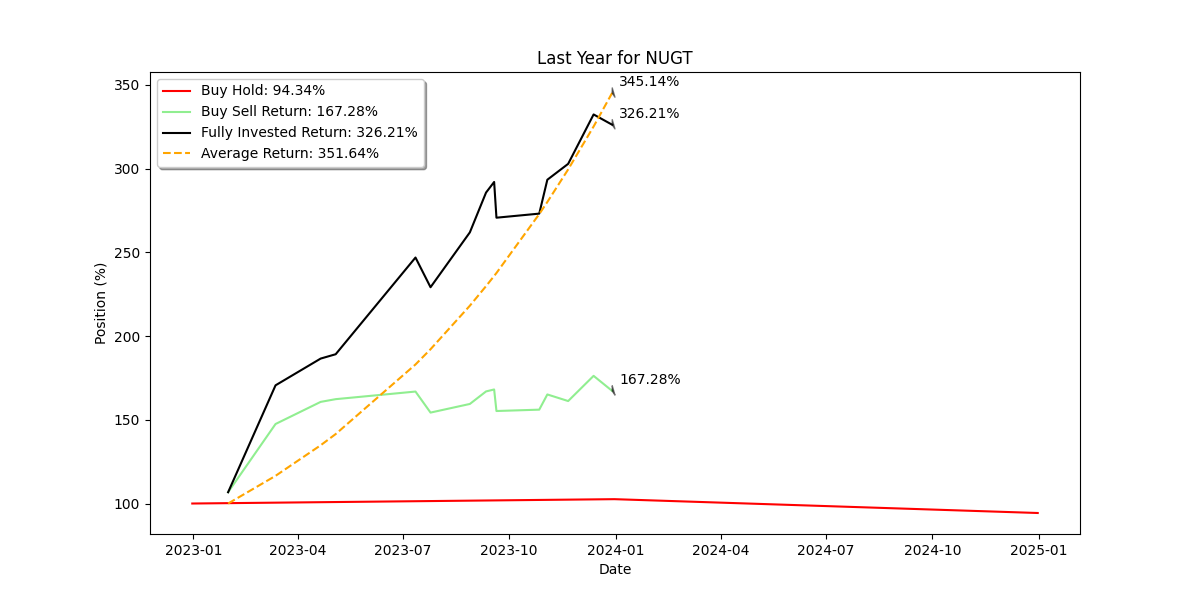 Last Year for NUGT
Buy Hold: 94.34%
Buy Sell Return: 167.28%
Fully Invested Return: 326.21%
Average Return: 351.64%
345.14%
326.21%
167.28%
350
300
250
200
150
100
Position (%)
2023-01 2023-04 2023-07 2023-10 2024-01 2024-04 2024-07 2024-10 2025-01
Date